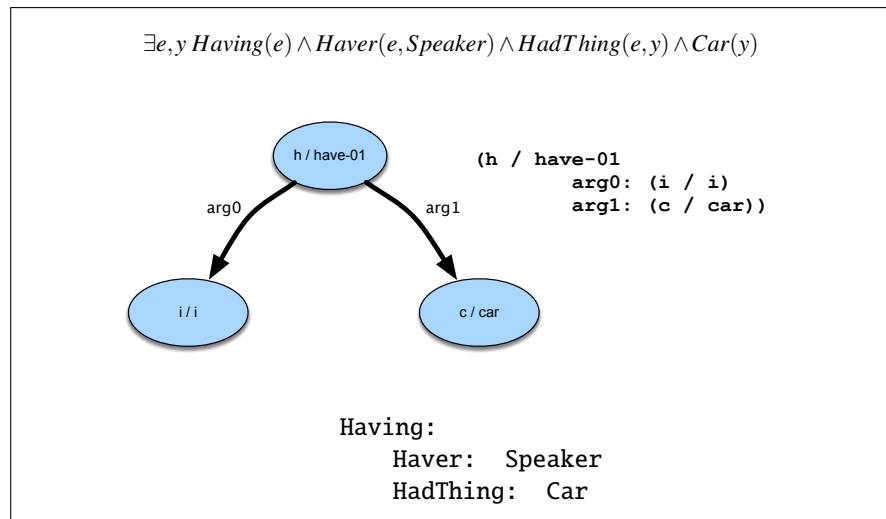 ∃e,y Having(e) ∧ Haver(e,Speaker) ∧ HadThing(e,y) ∧ Car(y)
h / have-01
(h / have-01
arg0: (i / i)
arg1: (c / car))
arg0
arg1
i / i
c / car
Having:
Haver: Speaker
HadThing: Car